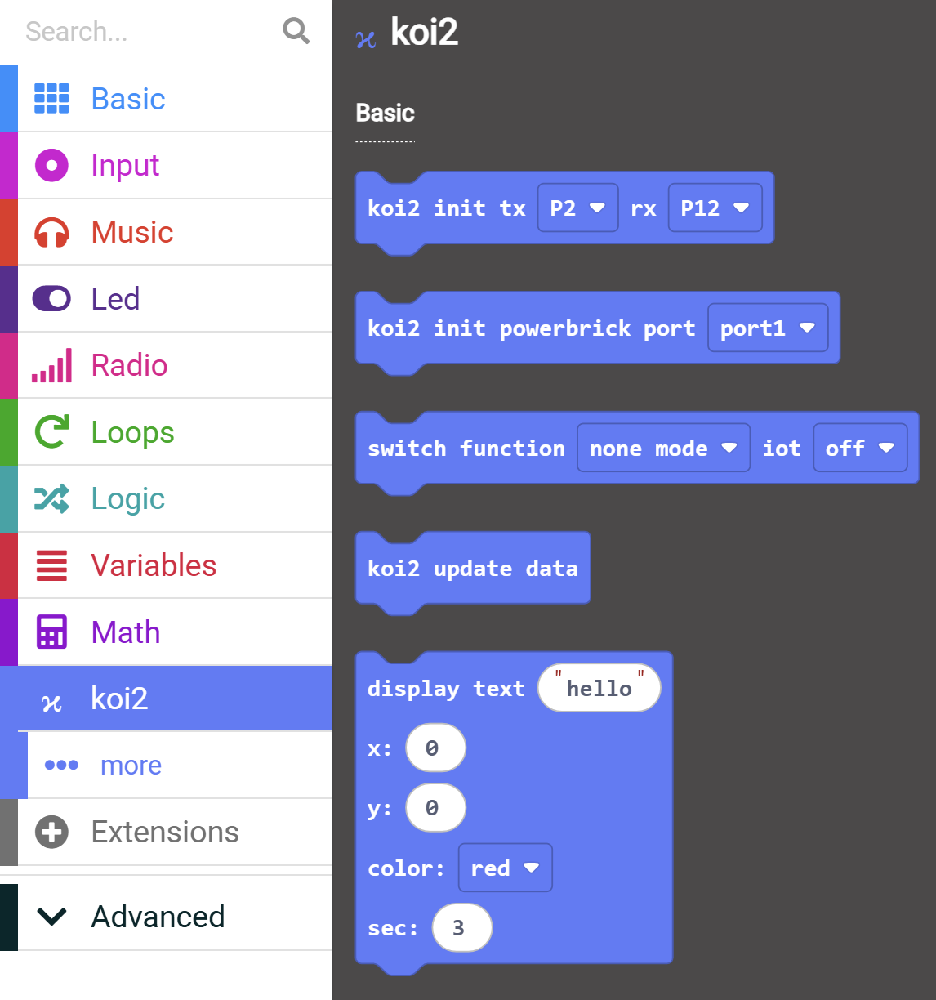 Search...
Basic
Input
Music
Led
Radio
Loops
Logic
Variables
Math
koi2
more
Extensions
Advanced
koi2
Basic
koi2 init tx P2 rx P12
koi2 init powerbrick port port1
switch function none mode iot off
koi2 update data
display text "hello"
x: 0
y: 0
color: red
sec: 3